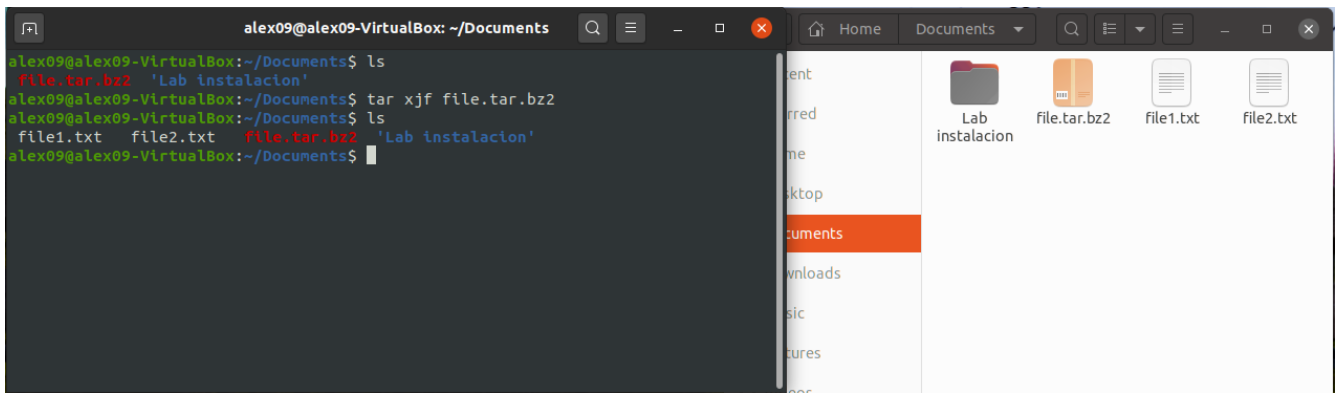 alex09@alex09-VirtualBox: ~/Documents
alex09@alex09-VirtualBox:~/Documents$ ls
file.tar.bz2 'Lab instalacion'
alex09@alex09-VirtualBox:~/Documents$ tar xjf file.tar.bz2
alex09@alex09-VirtualBox:~/Documents$ ls
file1.txt file2.txt file.tar.bz2 'Lab instalacion'
alex09@alex09-VirtualBox:~/Documents$
Home Documents
cent
rred
me
sktop
cuments
wnloads
sic
tures
Lab
instalacion
file.tar.bz2
file1.txt
file2.txt